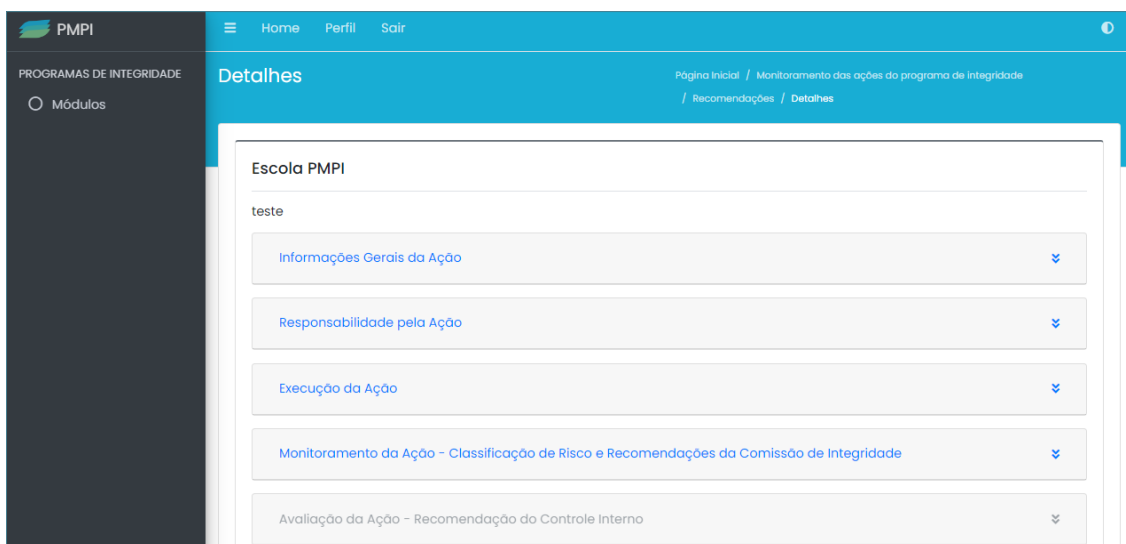 PMPI
Home Perfil Sair
PROGRAMAS DE INTEGRIDADE
Módulos
Detalhes
Página Inicial / Monitoramento das ações do programa de integridade
/ Recomendações / Detalhes
Escola PMPI
teste
Informações Gerais da Ação
Responsabilidade pela Ação
Execução da Ação
Monitoramento da Ação - Classificação de Risco e Recomendações da Comissão de Integridade
Avaliação da Ação - Recomendação do Controle Interno